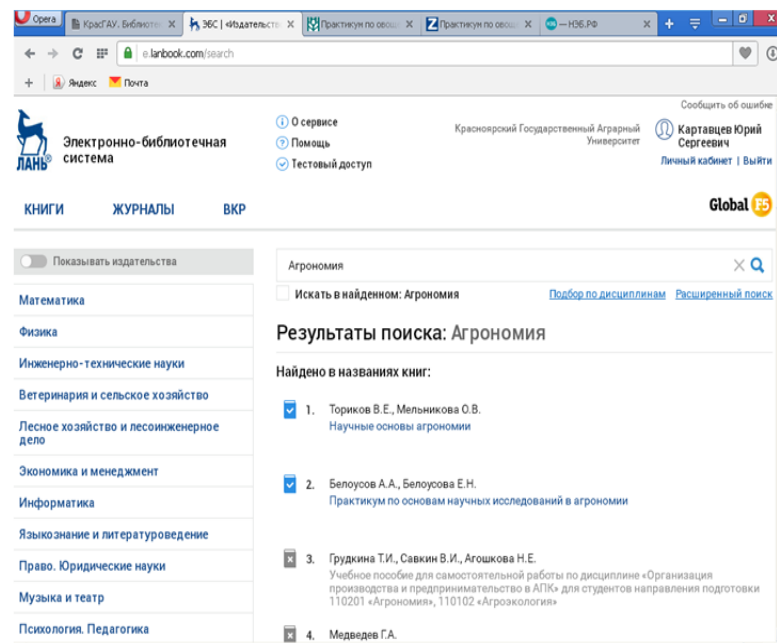 Opera
КрасГАУ. Библиоте
ЭБС | «Издательств
Практикум по овощ
Практикум по овощ
— НЭБ.РФ
e.lanbook.com/search
Яндекс
Почта
Сообщить об ошибке
ЛАНЬ®
Электронно-библиотечная
система
О сервисе
Помощь
Тестовый доступ
Красноярский Государственный Аграрный
Университет
Картавцев Юрий
Сергеевич
Личный кабинет | Выйти
КНИГИ ЖУРНАЛЫ ВКР
Global F5
Показывать издательства
Математика
Физика
Инженерно-технические науки
Ветеринария и сельское хозяйство
Лесное хозяйство и лесоинженерное
дело
Экономика и менеджмент
Информатика
Языкознание и литературоведение
Право. Юридические науки
Музыка и театр
Психология. Педагогика
Агрономия
Искать в найденном: Агрономия
Подбор по дисциплинам Расширенный поиск
Результаты поиска: Агрономия
Найдено в названиях книг:
1. Ториков В.Е., Мельникова О.В.
Научные основы агрономии
2. Белоусов А.А., Белоусова Е.Н.
Практикум по основам научных исследований в агрономии
3. Грудкина Т.И., Савкин В.И., Агошкова Н.Е.
Учебное пособие для самостоятельной работы по дисциплине «Организация
производства и предпринимательство в АПК» для студентов направления подготовки
110201 «Агрономия», 110102 «Агроэкология»
4. Медведев Г.А.